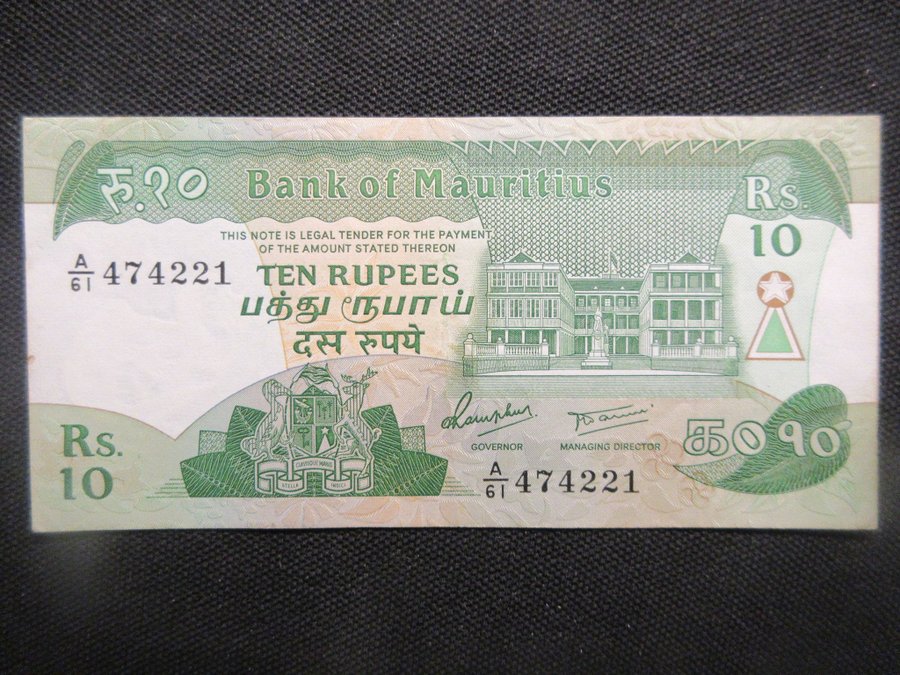 रु.१०
Bank of Mauritius
Rs.
10
THIS NOTE IS LEGAL TENDER FOR THE PAYMENT
OF THE AMOUNT STATED THEREON
A/61 474221
TEN RUPEES
பத்து ரூபாய்
दस रुपये
Rs.
10
STELLA
GOVERNOR
MANAGING DIRECTOR
A/61 474221